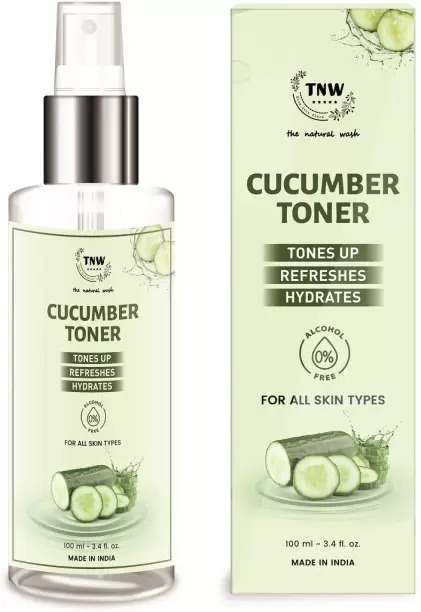 TNW
the natural wash
CUCUMBER
TONER
TONES UP
REFRESHES
HYDRATES
ALCOHOL
FREE
FOR ALL SKIN TYPES
100 ml ~ 3.4 fl. oz.
MADE IN INDIA
TNW
the natural wash
CUCUMBER
TONER
TONES UP
REFRESHES
HYDRATES
ALCOHOL
0%
FREE
FOR ALL SKIN TYPES
100 ml ~ 3.4 fl. oz.
MADE IN INDIA